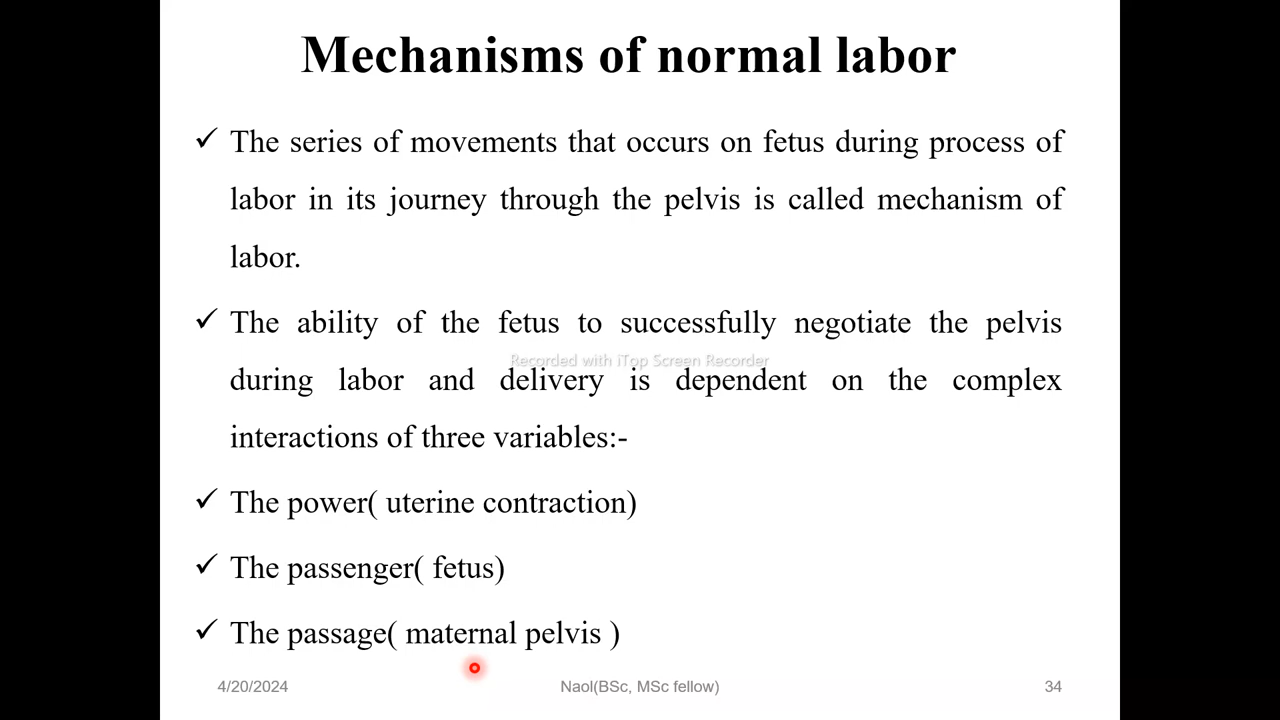 Mechanisms of normal labor
✓ The series of movements that occurs on fetus during process of
labor in its journey through the pelvis is called mechanism of
labor.
✓ The ability of the fetus to successfully negotiate the pelvis
Recorded with iTop Screen Recorder
during labor and delivery is dependent on the complex
interactions of three variables:-
✓ The power( uterine contraction)
✓ The passenger( fetus)
✓ The passage( maternal pelvis )
4/20/2024 Naol(BSc, MSc fellow) 34